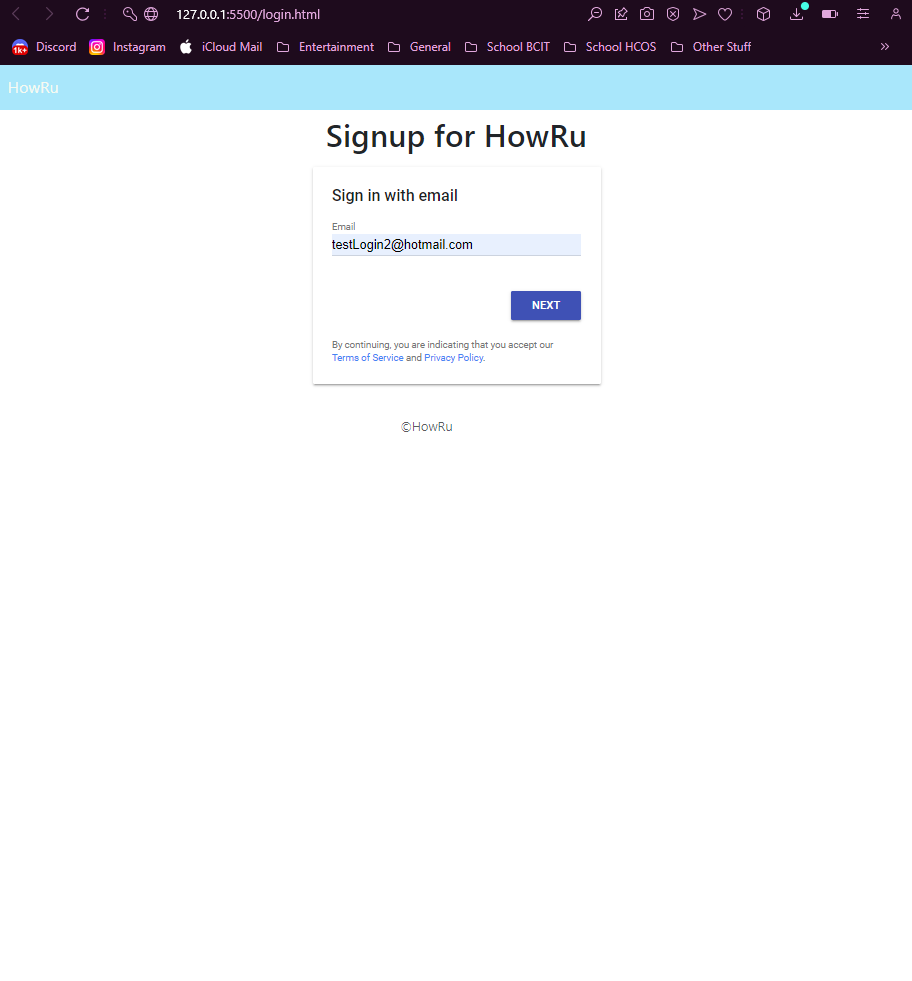 127.0.0.1:5500/login.html
1K+ Discord Instagram iCloud Mail Entertainment General School BCIT School HCOS Other Stuff »
HowRu
Signup for HowRu
Sign in with email
Email
testLogin2@hotmail.com
NEXT
By continuing, you are indicating that you accept our
Terms of Service and Privacy Policy.
©HowRu